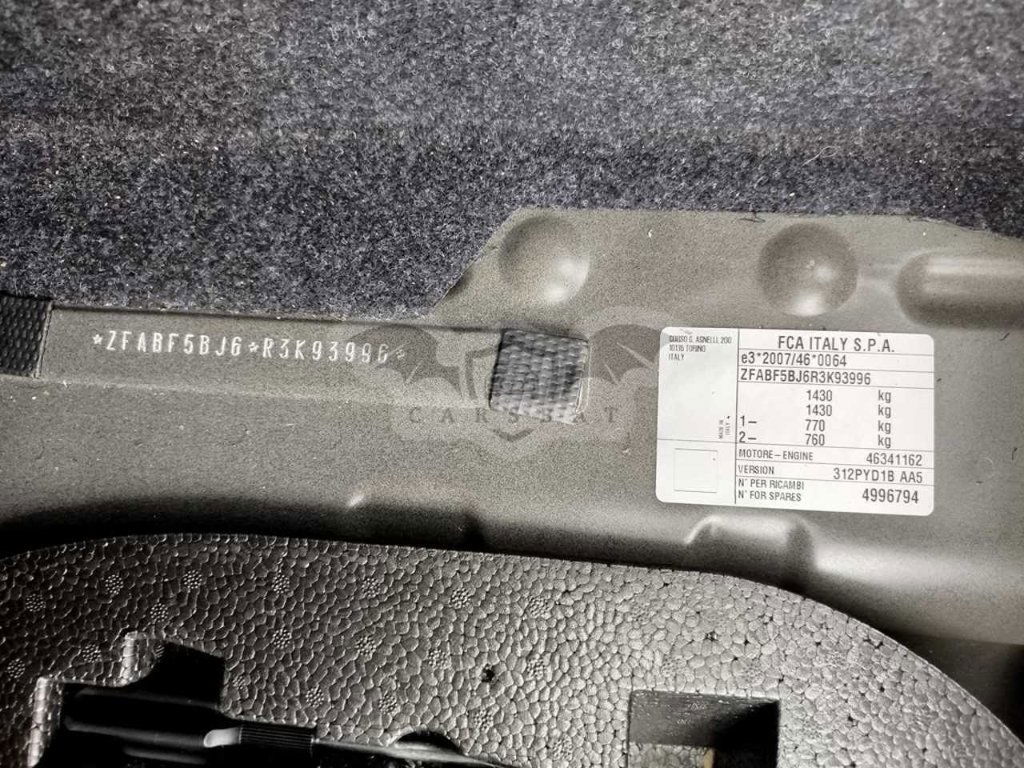 *ZFABF5BJ6*R3K93996*
CARSBAT
CORSO G. AGNELLI, 200
10135 TORINO
ITALY
MADE IN
ITALY
FCA ITALY S.P.A.
e3*2007/46*0064
ZFABF5BJ6R3K93996
1430 kg
1430 kg
1– 770 kg
2– 760 kg
MOTORE – ENGINE 46341162
VERSION 312PYD1B AA5
N° PER RICAMBI
N° FOR SPARES 4996794